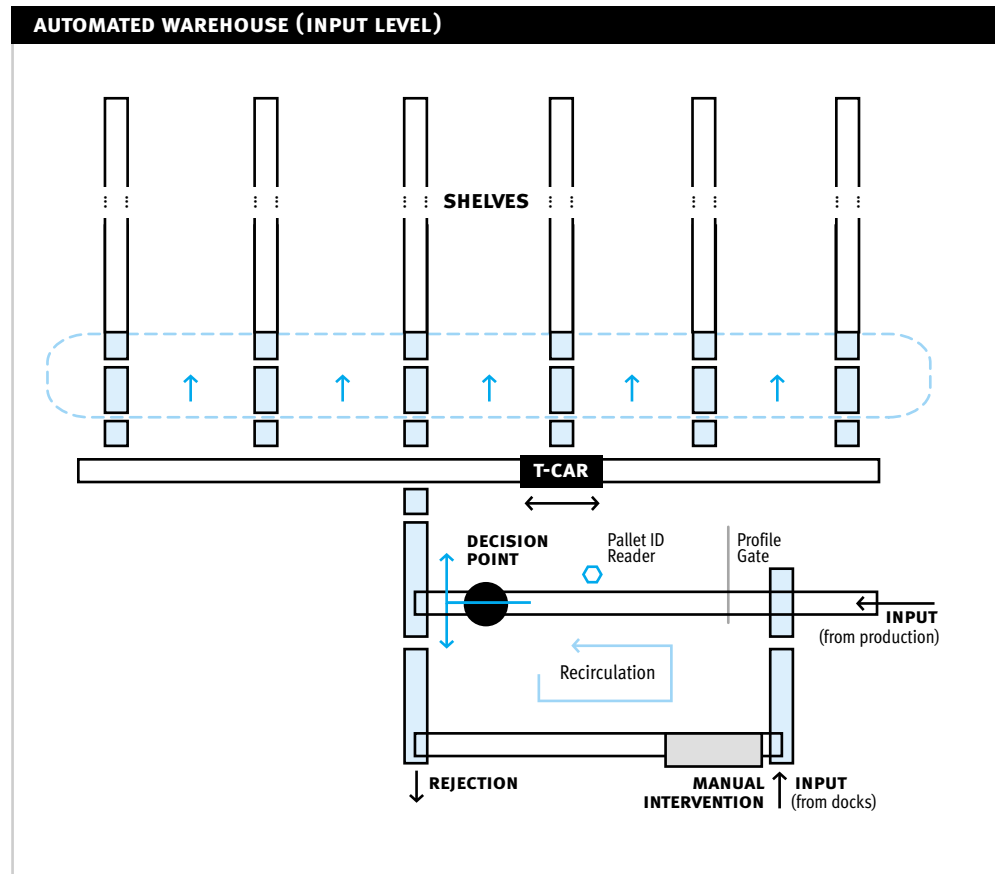 AUTOMATED WAREHOUSE (INPUT LEVEL)
SHELVES
T-CAR
DECISION
POINT
Pallet ID
Reader
Profile
Gate
INPUT
(from production)
Recirculation
REJECTION
MANUAL
INTERVENTION
INPUT
(from docks)